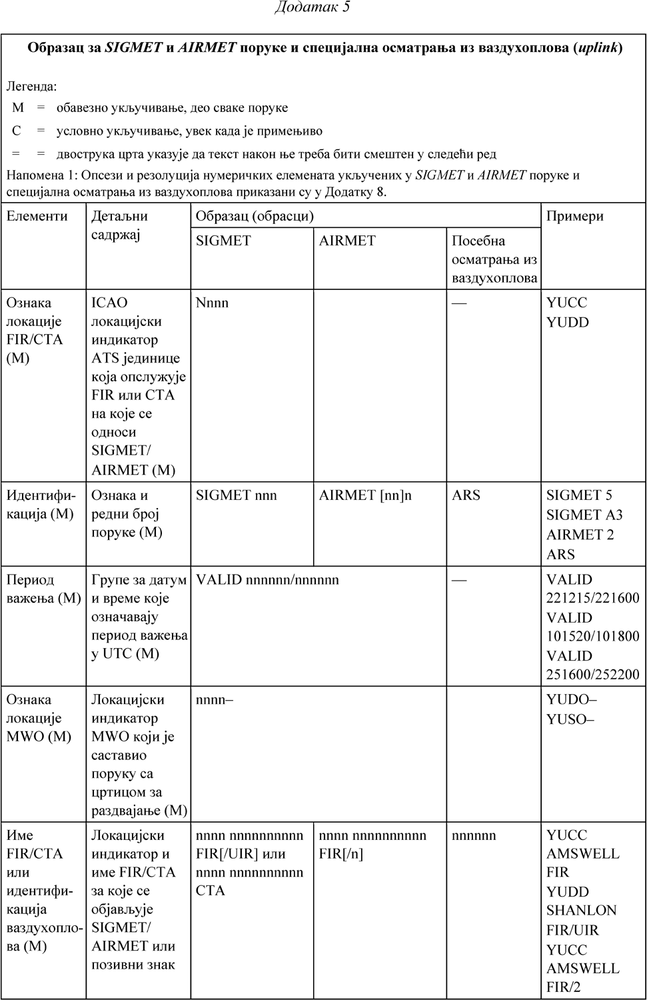 Додатак 5
Образац за SIGMET и AIRMET поруке и специјална осматрања из ваздухоплова (uplink)
Легенда:
M = обавезно укључивање, део сваке поруке
C = условно укључивање, увек када је примењиво
= = двострука црта указује да текст након ње треба бити смештен у следећи ред
Напомена 1: Опсези и резолуција нумеричких елемената укључених у SIGMET и AIRMET поруке и
специјална осматрања из ваздухоплова приказани су у Додатку 8.
Елементи
Детаљни
садржај
Образац (обрасци)
Примери
SIGMET
AIRMET
Посебна
осматрања из
ваздухоплова
Ознака
локације
FIR/CTA
(M)
ICAO
локацијски
индикатор
ATS јединице
која опслужује
FIR или CTA
на које се
односи
SIGMET/
AIRMET (M)
Nnnn
—
YUCC
YUDD
Идентифи-
кација (M)
Ознака и
редни број
поруке (M)
SIGMET nnn
AIRMET [nn]n
ARS
SIGMET 5
SIGMET A3
AIRMET 2
ARS
Период
важења (M)
Групе за датум
и време које
означавају
период важења
у UTC (M)
VALID nnnnnn/nnnnnn
—
VALID
221215/221600
VALID
101520/101800
VALID
251600/252200
Ознака
локације
MWO (M)
Локацијски
индикатор
MWO који је
саставио
поруку са
цртицом за
раздвајање (M)
nnnn–
YUDO–
YUSO–
Име
FIR/CTA
или
идентифи-
кација
ваздухопло-
ва (M)
Локацијски
индикатор и
име FIR/CTA
за које се
објављује
SIGMET/
AIRMET или
позивни знак
nnnn nnnnnnnnnn
FIR[/UIR] или
nnnn nnnnnnnnnn
CTA
nnnn nnnnnnnnnn
FIR[/n]
nnnnnn
YUCC
AMSWELL
FIR
YUDD
SHANLON
FIR/UIR
YUCC
AMSWELL
FIR/2